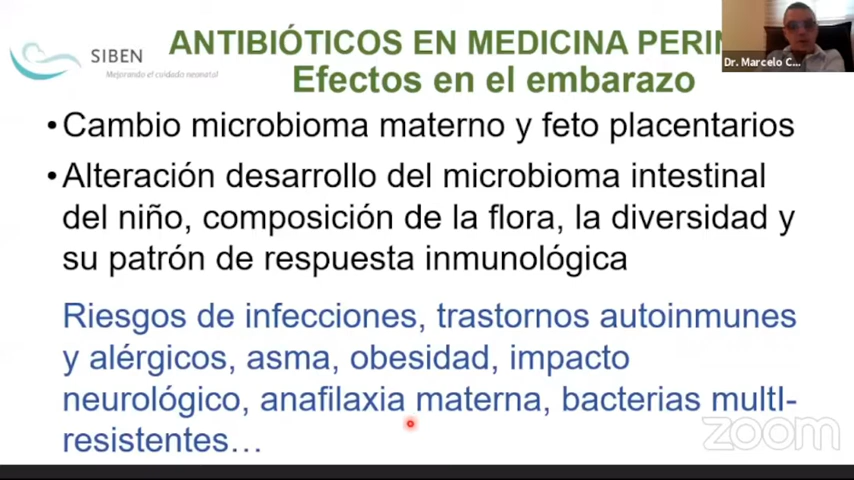 SIBEN
Mejorando el cuidado neonatal
ANTIBIÓTICOS EN MEDICINA
Efectos en el embarazo
Dr. Marcelo C...
•Cambio microbioma materno y feto placentarios
•Alteración desarrollo del microbioma intestinal
del niño, composición de la flora, la diversidad y
su patrón de respuesta inmunológica
Riesgos de infecciones, trastornos autoinmunes
y alérgicos, asma, obesidad, impacto
neurológico, anafilaxia materna, bacterias multI-
resistentes…
zoom